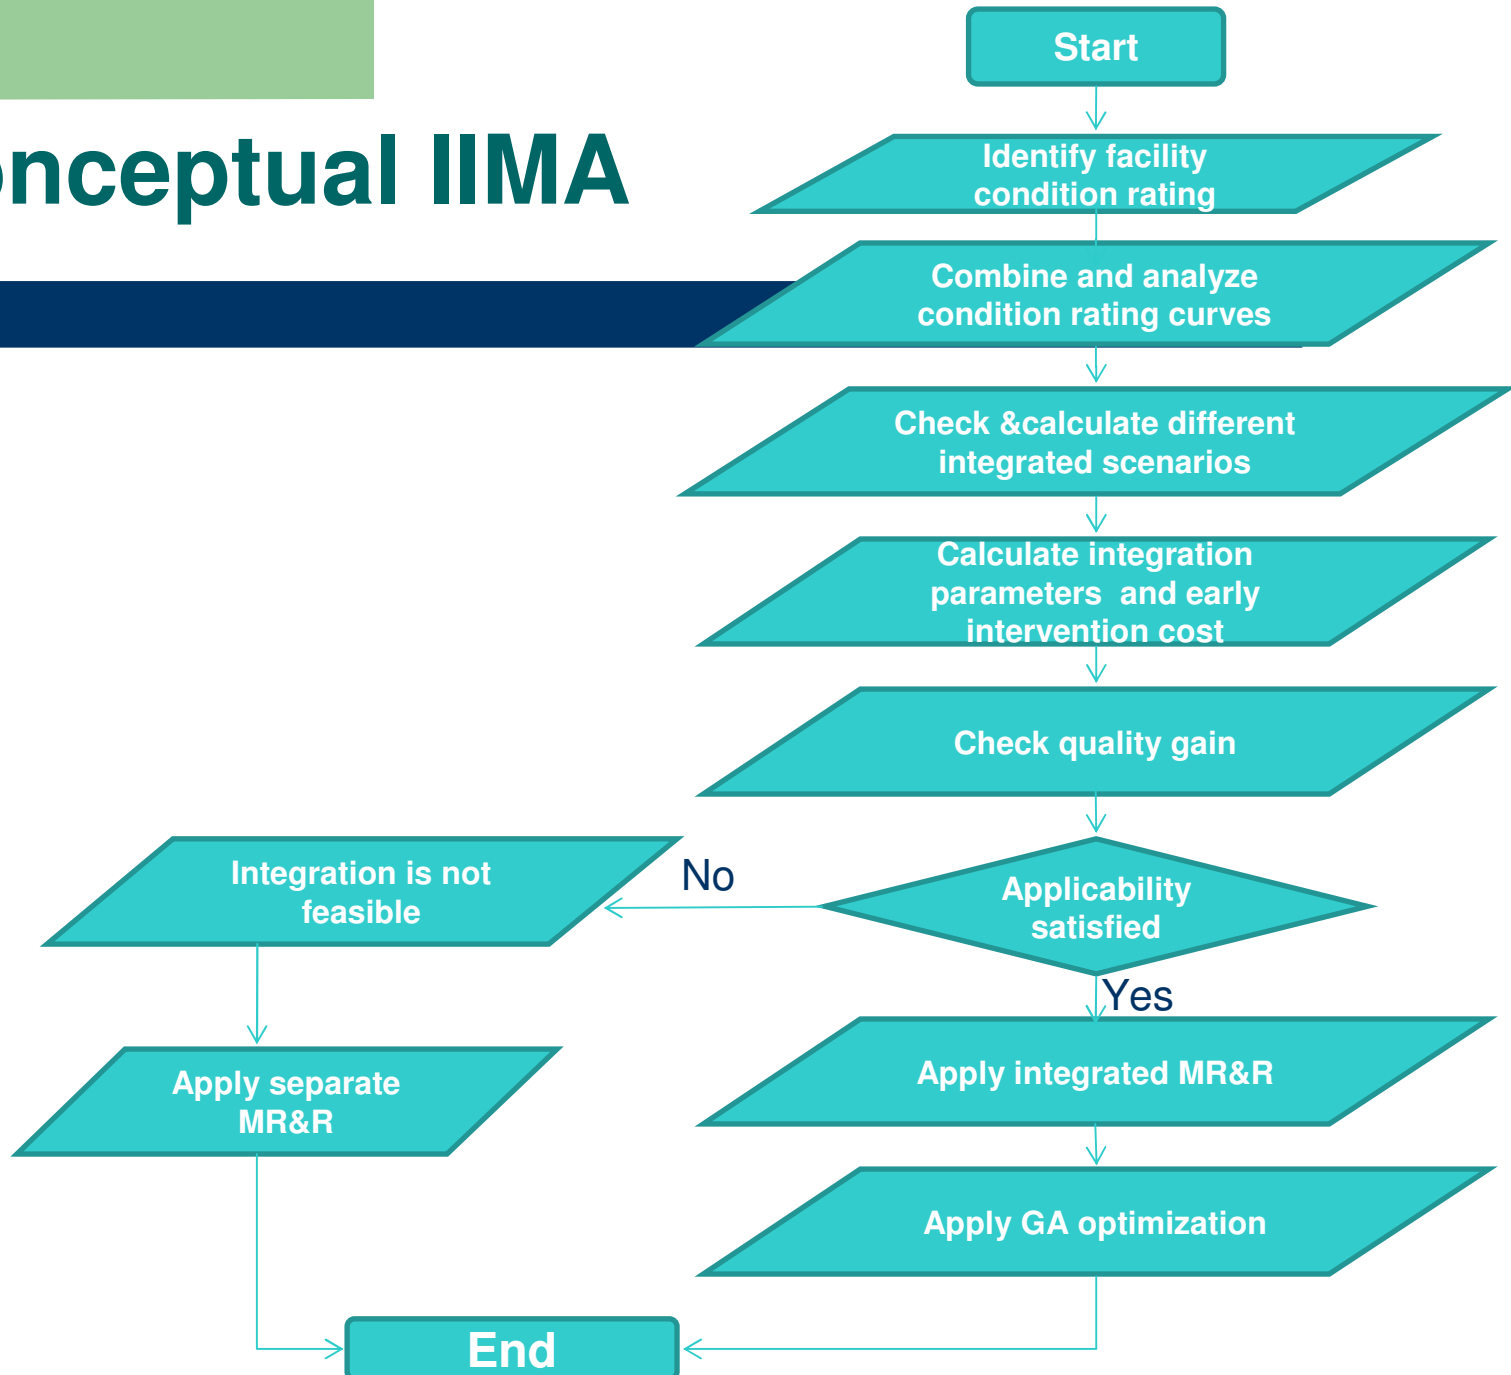 onceptual IIMA
Start
Identify facility
condition rating
Combine and analyze
condition rating curves
Check &calculate different
integrated scenarios
Calculate integration
parameters  and early
intervention cost
Check quality gain
Integration is not
feasible
No
Applicability
satisfied
Yes
Apply separate
MR&R
Apply integrated MR&R
Apply GA optimization
End